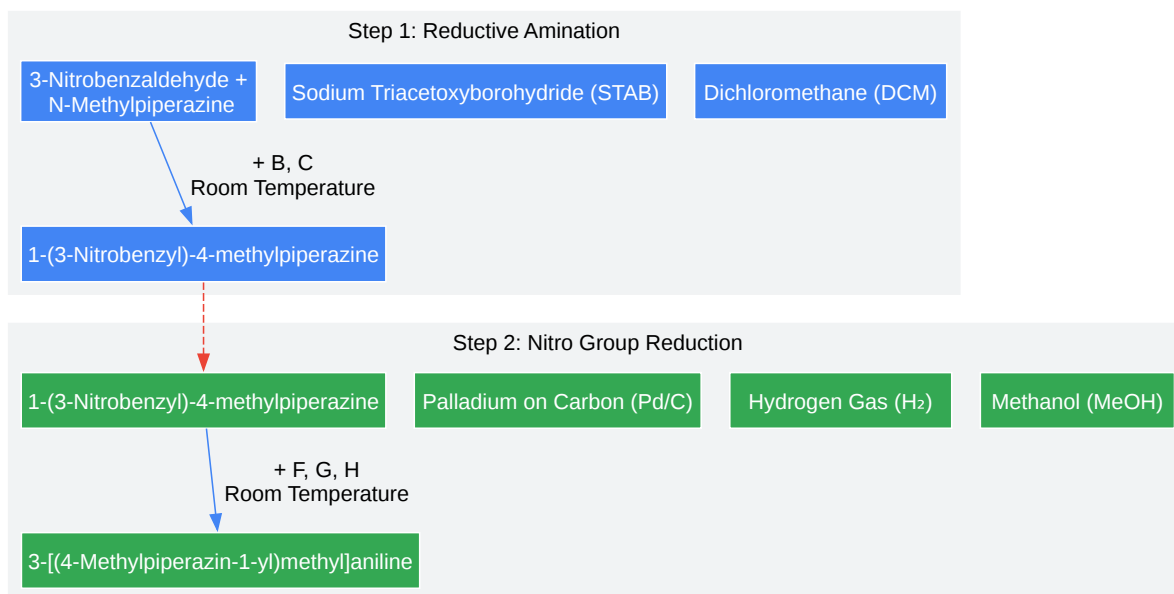 Step 1: Reductive Amination
3-Nitrobenzaldehyde +
N-Methylpiperazine
Sodium Triacetoxyborohydride (STAB)
Dichloromethane (DCM)
+ B, C
Room Temperature
1-(3-Nitrobenzyl)-4-methylpiperazine
Step 2: Nitro Group Reduction
1-(3-Nitrobenzyl)-4-methylpiperazine
Palladium on Carbon (Pd/C)
Hydrogen Gas (H₂)
Methanol (MeOH)
+ F, G, H
Room Temperature
3-[(4-Methylpiperazin-1-yl)methyl]aniline